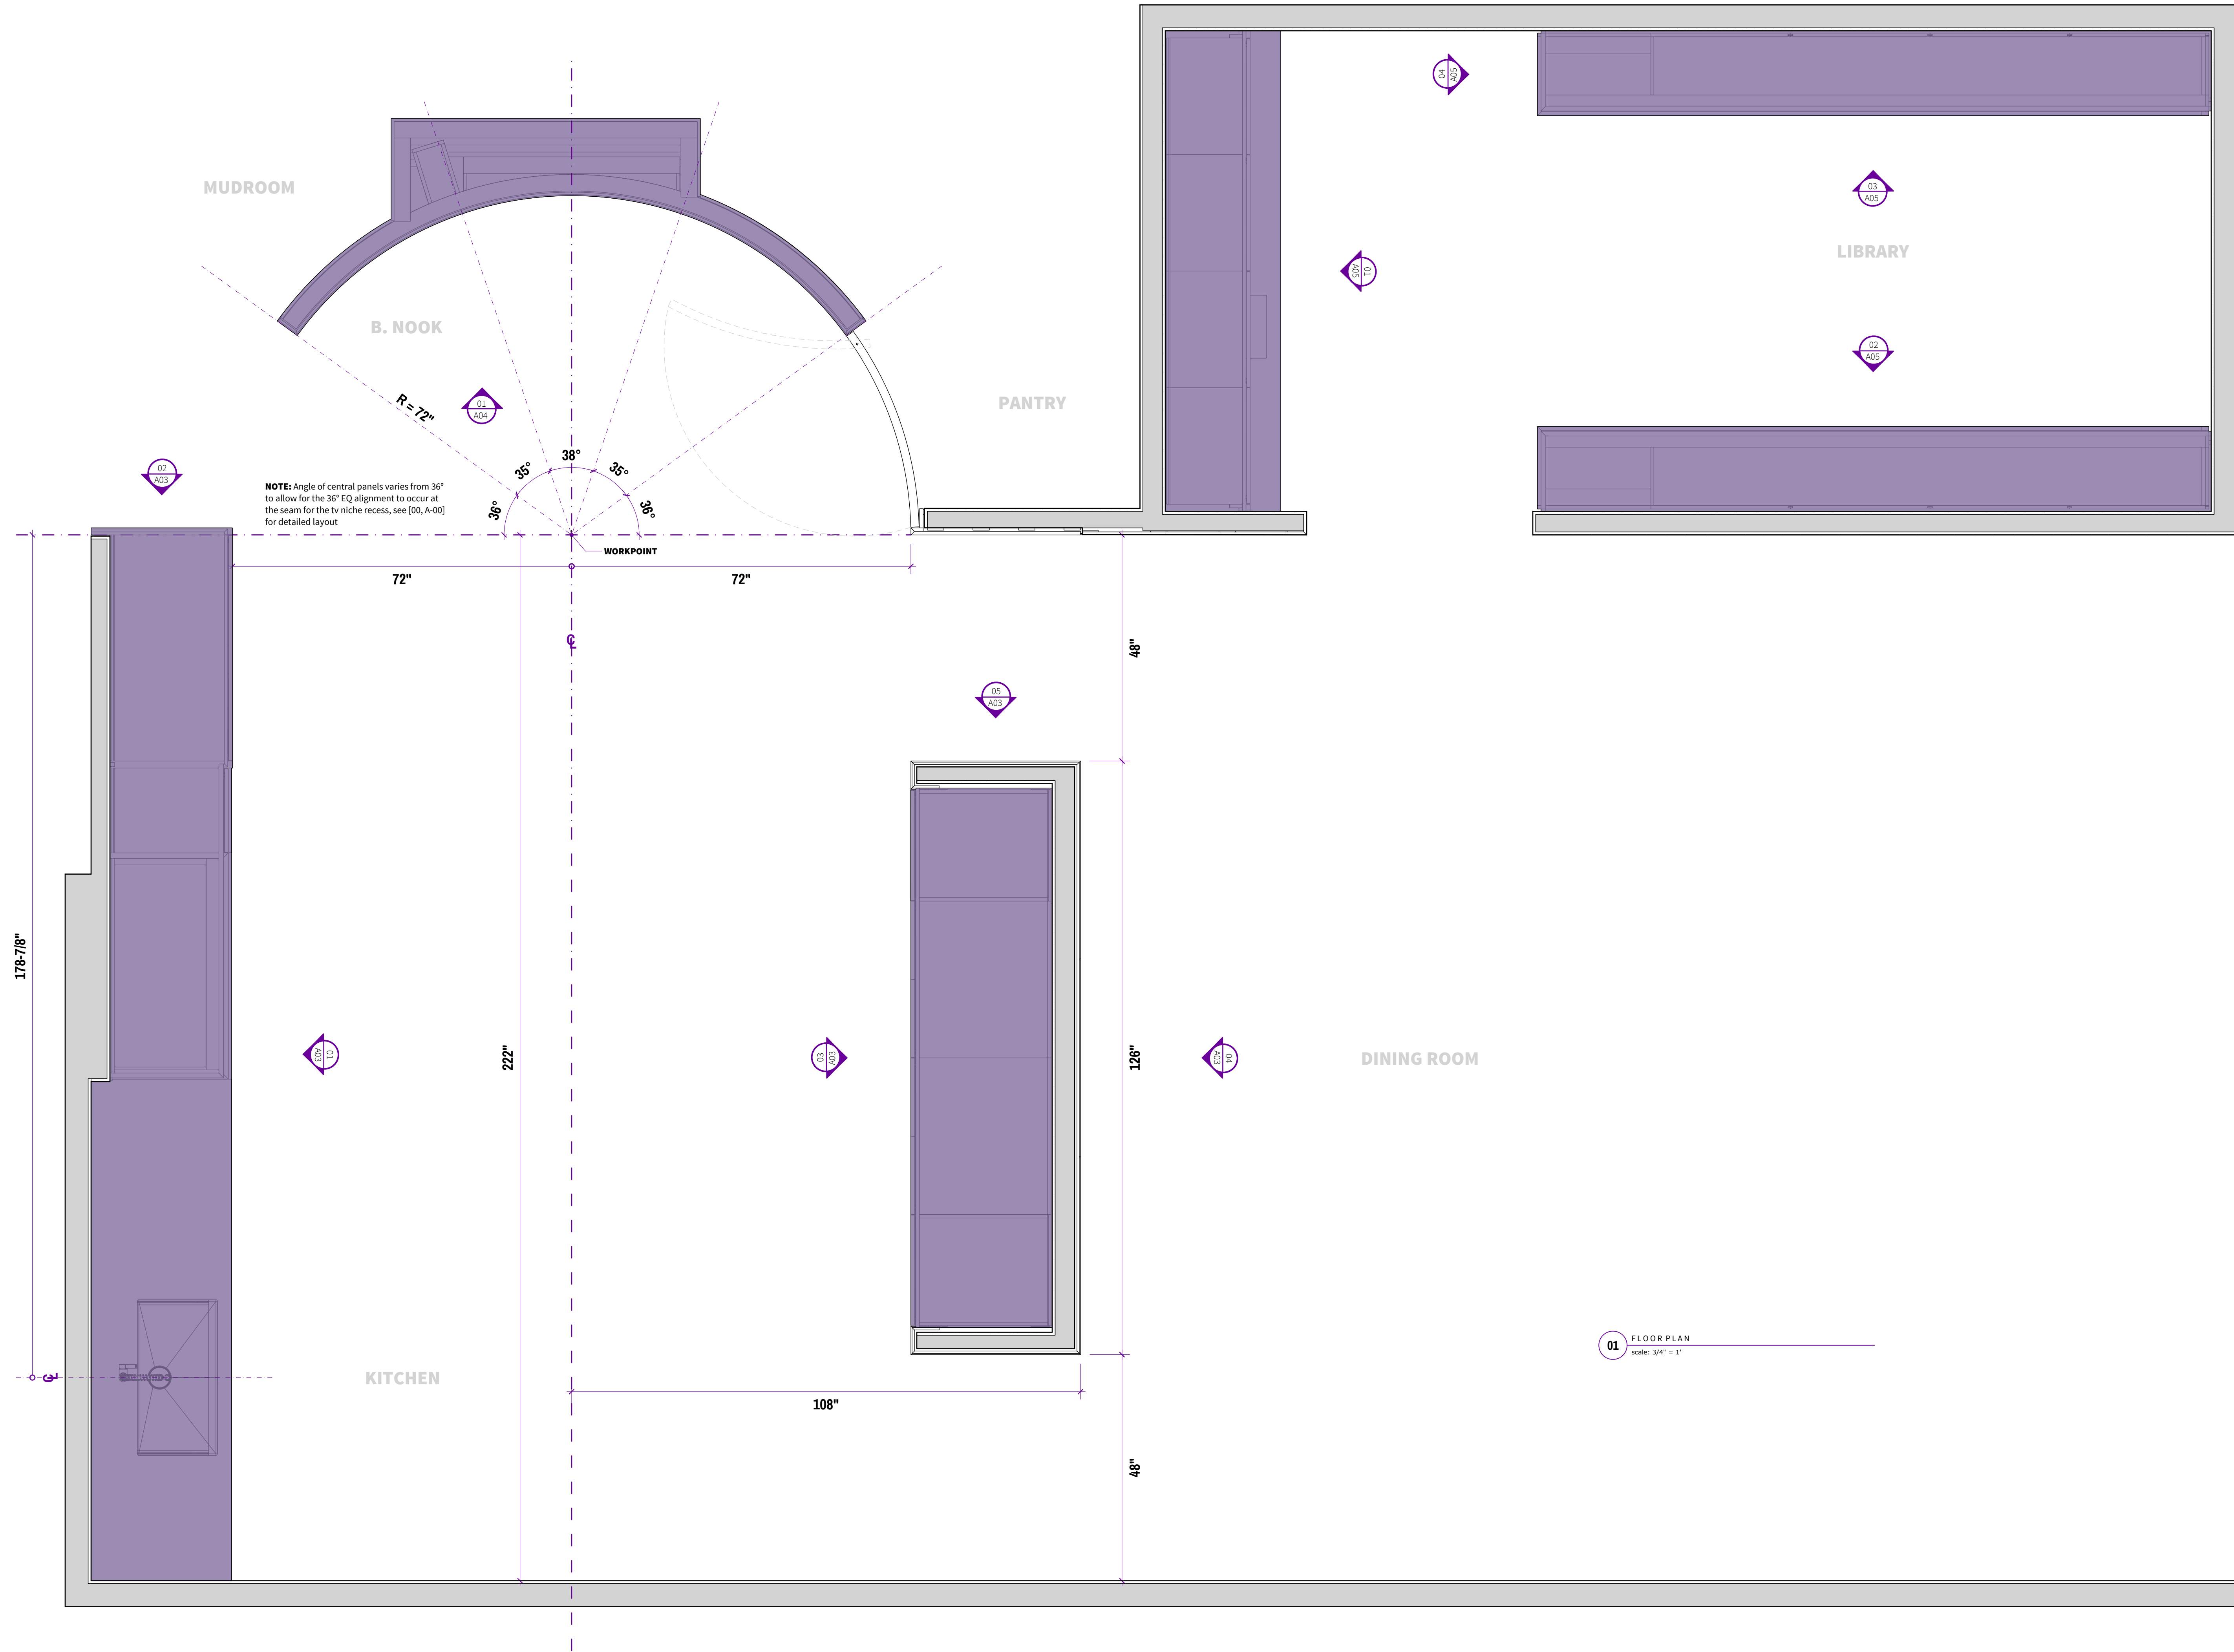 04
A05
MUDROOM
03
A05
LIBRARY
01
A05
B. NOOK
02
A05
R = 72"
01
A04
PANTRY
38°
35°
35°
36°
36°
02
A03
NOTE: Angle of central panels varies from 36°
to allow for the 36° EQ alignment to occur at
the seam for the tv niche recess, see [00, A-00]
for detailed layout
WORKPOINT
72"
72"
CL
48"
05
A03
178-7/8"
222"
01
A03
03
A03
126"
04
A03
DINING ROOM
01
FLOOR PLAN
scale: 3/4" = 1'
CL
KITCHEN
108"
48"